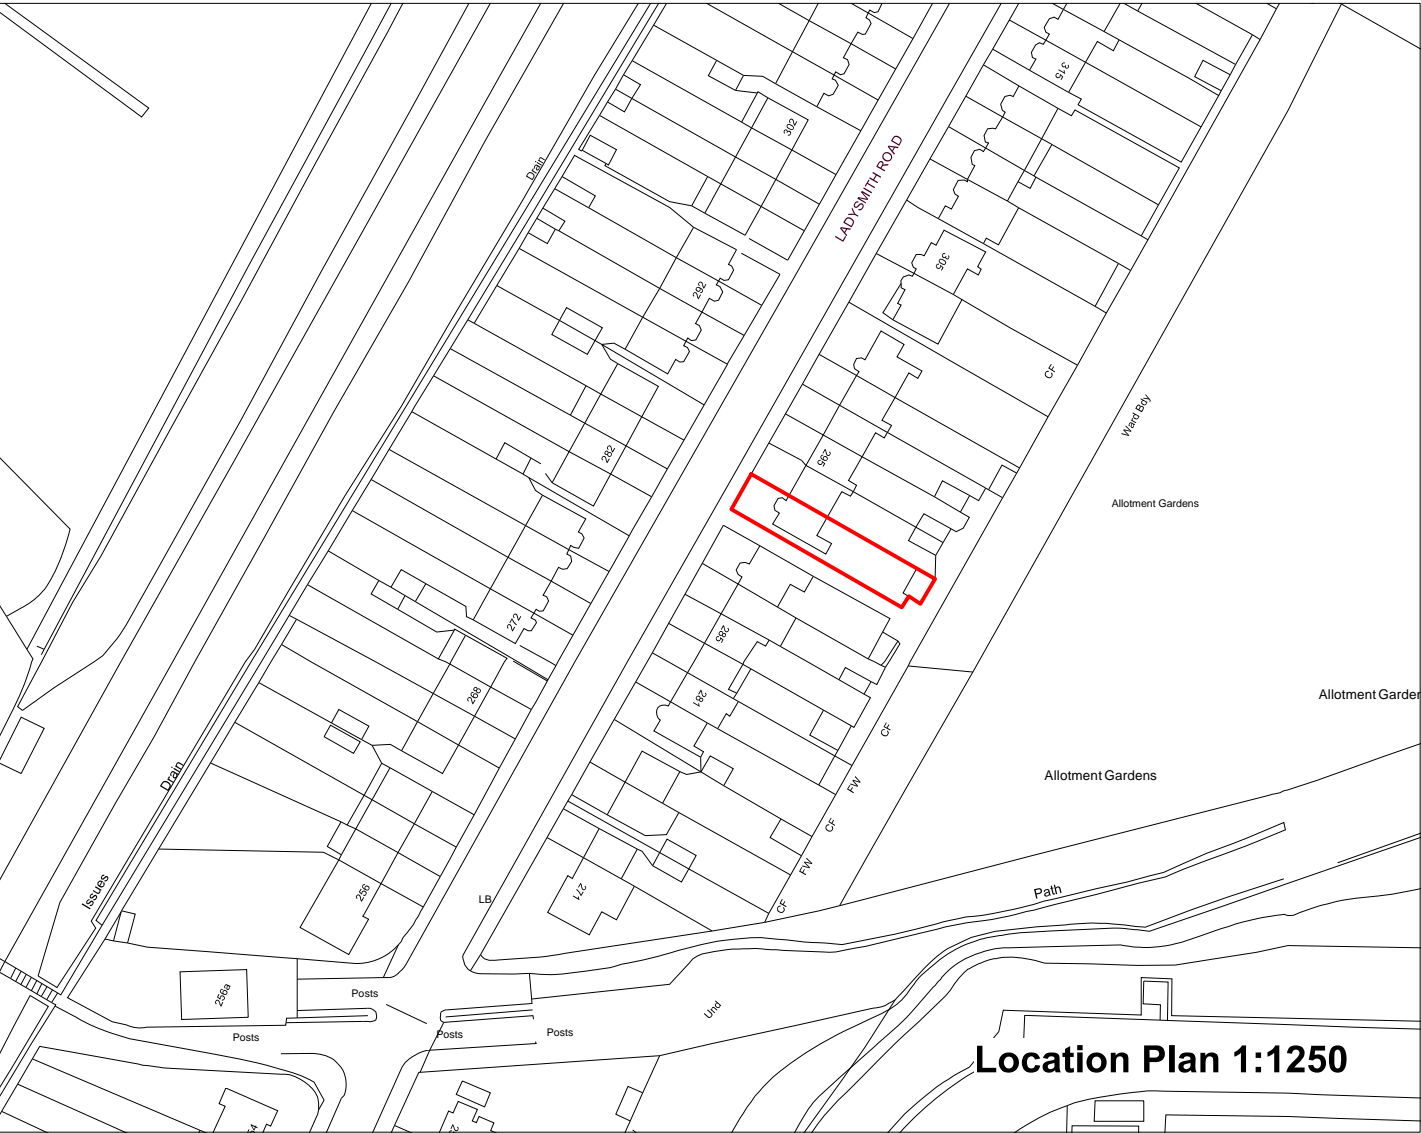 315
302
Drain
LADYSMITH ROAD
305
292
CF
Ward Bdy
295
282
Allotment Gardens
272
285
268
281
Allotment Garder
CF
Drain
Allotment Gardens
FW
CF
FW
Issues
256
271
LB
CF
Path
256a
Posts
Und
Posts
Posts
Posts
Location Plan 1:1250